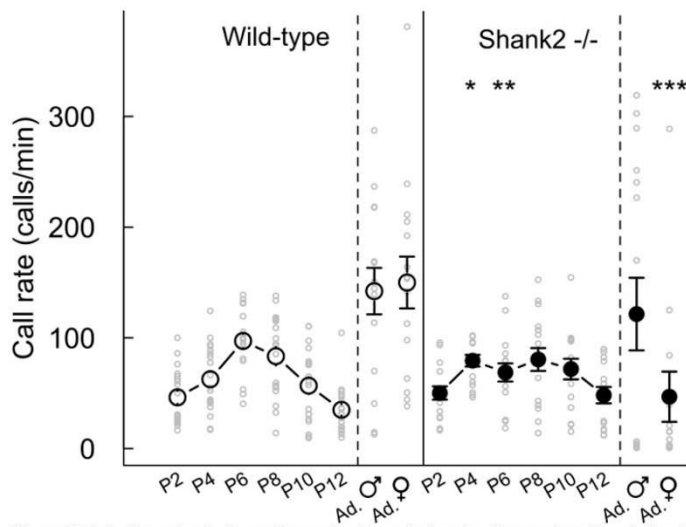 Wild-type
Shank2 -/-
* ** ***
Call rate (calls/min)
300
200
100
0
P2 P4 P6 P8 P10 P12 Ad. ♂ Ad. ♀ P2 P4 P6 P8 P10 P12 Ad. ♂ Ad. ♀